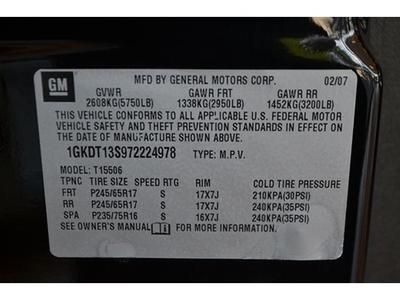 GM
MFD BY GENERAL MOTORS CORP. 02/07
GVWR GAWR FRT GAWR RR
2608KG(5750LB) 1338KG(2950LB) 1452KG(3200LB)
THIS VEHICLE CONFORMS TO ALL APPLICABLE U.S. FEDERAL MOTOR
VEHICLE SAFETY AND THEFT PREVENTION STANDARDS IN EFFECT ON
THE DATE OF MANUFACTURE SHOWN ABOVE.
1GKDT13S972224978 TYPE: M.P.V.
MODEL: T15506
TPNC TIRE SIZE SPEED RTG RIM COLD TIRE PRESSURE
FRT P245/65R17 S 17X7J 210KPA(30PSI)
RR P245/65R17 S 17X7J 240KPA(35PSI)
SPA P235/75R16 S 16X7J 240KPA(35PSI)
SEE OWNER'S MANUAL FOR MORE INFORMATION.